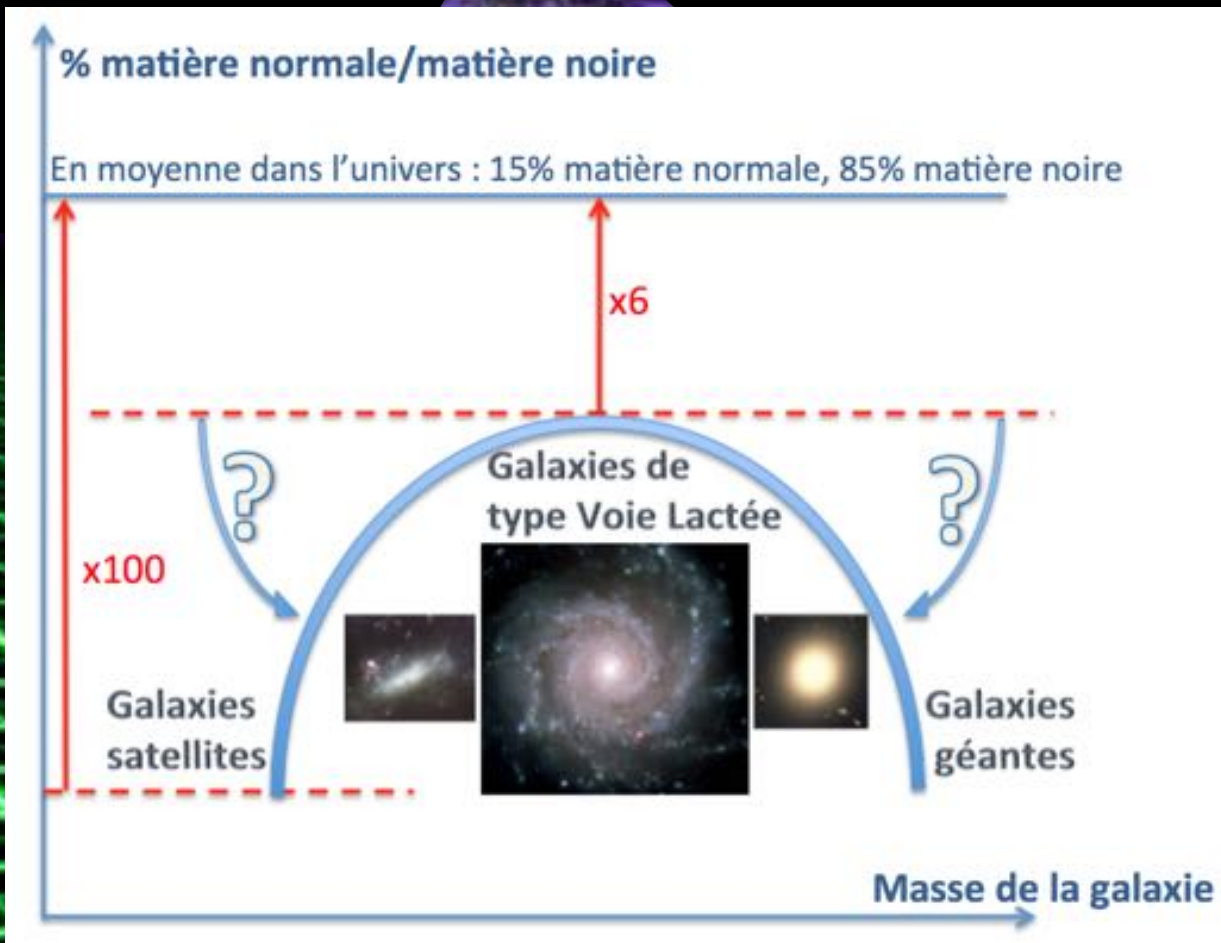 % matière normale/matière noire
En moyenne dans l'univers : 15% matière normale, 85% matière noire
x6
?
?
Galaxies de
type Voie Lactée
x100
Galaxies
satellites
Galaxies
géantes
Masse de la galaxie